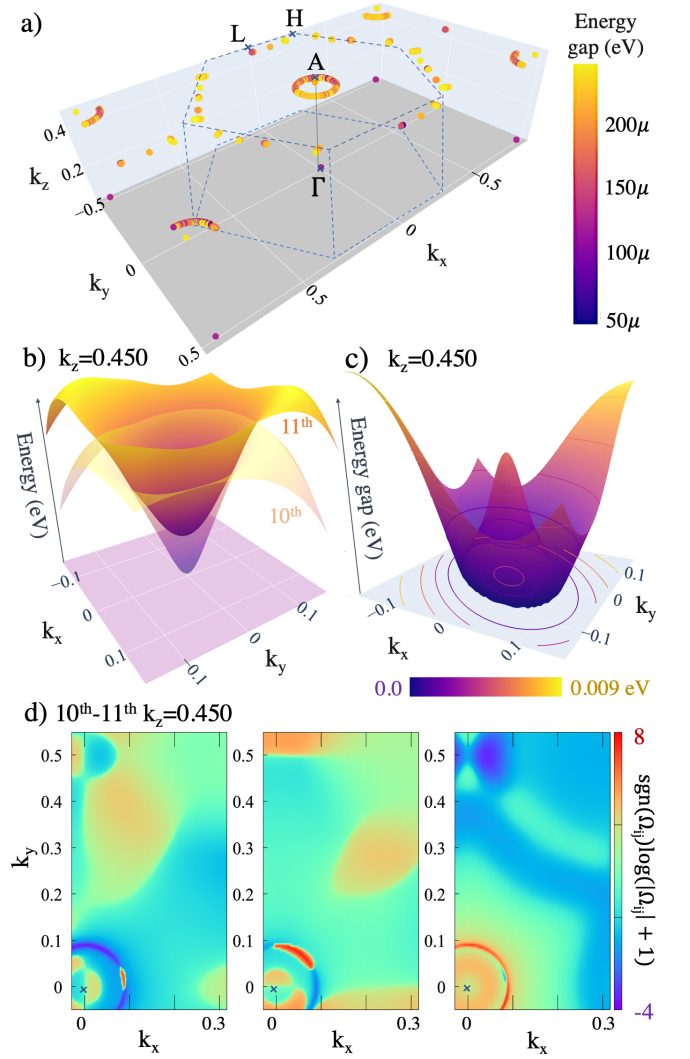 a)
L
H
A
Γ
0.4
0.2
k_z
−0.5
0
0.5
k_y
0.5
0
−0.5
k_x
Energy
gap (eV)
200μ
150μ
100μ
50μ
b) k_z=0.450
Energy (eV)
11th
10th
−0.1
0
0.1
k_x
−0.1
0
0.1
k_y
c) k_z=0.450
Energy gap (eV)
−0.1
0
0.1
k_x
0.1
0
−0.1
k_y
0.0
0.009 eV
d) 10th-11th k_z=0.450
0.5
0.4
0.3
0.2
0.1
0
k_y
0
0.3
k_x
0.5
0.4
0.3
0.2
0.1
0
0
0.3
k_x
0.5
0.4
0.3
0.2
0.1
0
0
0.3
k_x
8
-4
sgn(Ω_ij)log(|Ω_ij| + 1)